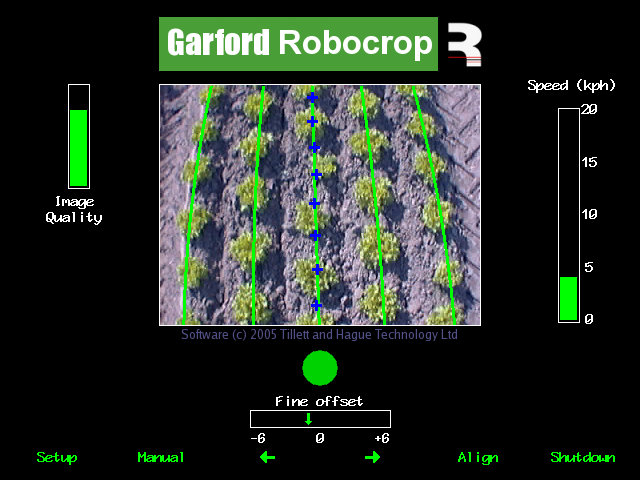 Garford Robocrop
Speed (kph)
20
15
10
5
0
Image
Quality
Software (c) 2005 Tillett and Hague Technology Ltd
Fine offset
-6 0 +6
Setup Manual Align Shutdown